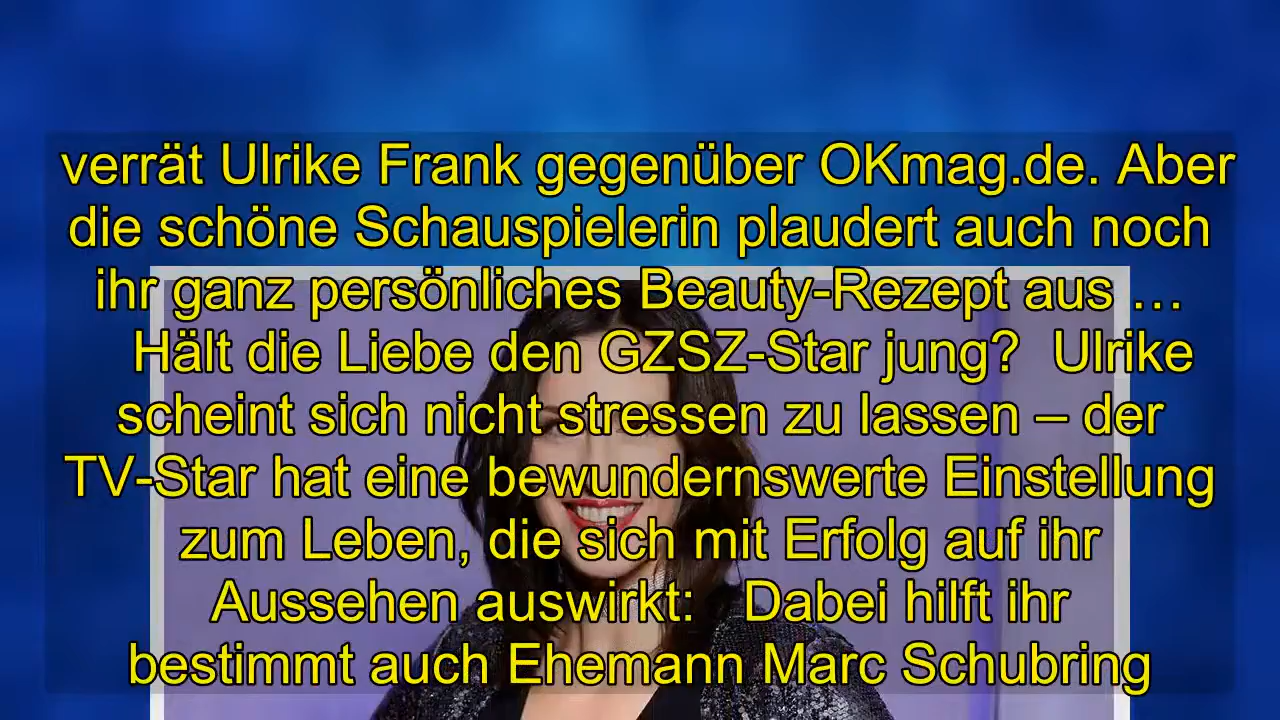 verrät Ulrike Frank gegenüber OKmag.de. Aber
die schöne Schauspielerin plaudert auch noch
ihr ganz persönliches Beauty-Rezept aus …
Hält die Liebe den GZSZ-Star jung?  Ulrike
scheint sich nicht stressen zu lassen – der
TV-Star hat eine bewundernswerte Einstellung
zum Leben, die sich mit Erfolg auf ihr
Aussehen auswirkt:   Dabei hilft ihr
bestimmt auch Ehemann Marc Schubring